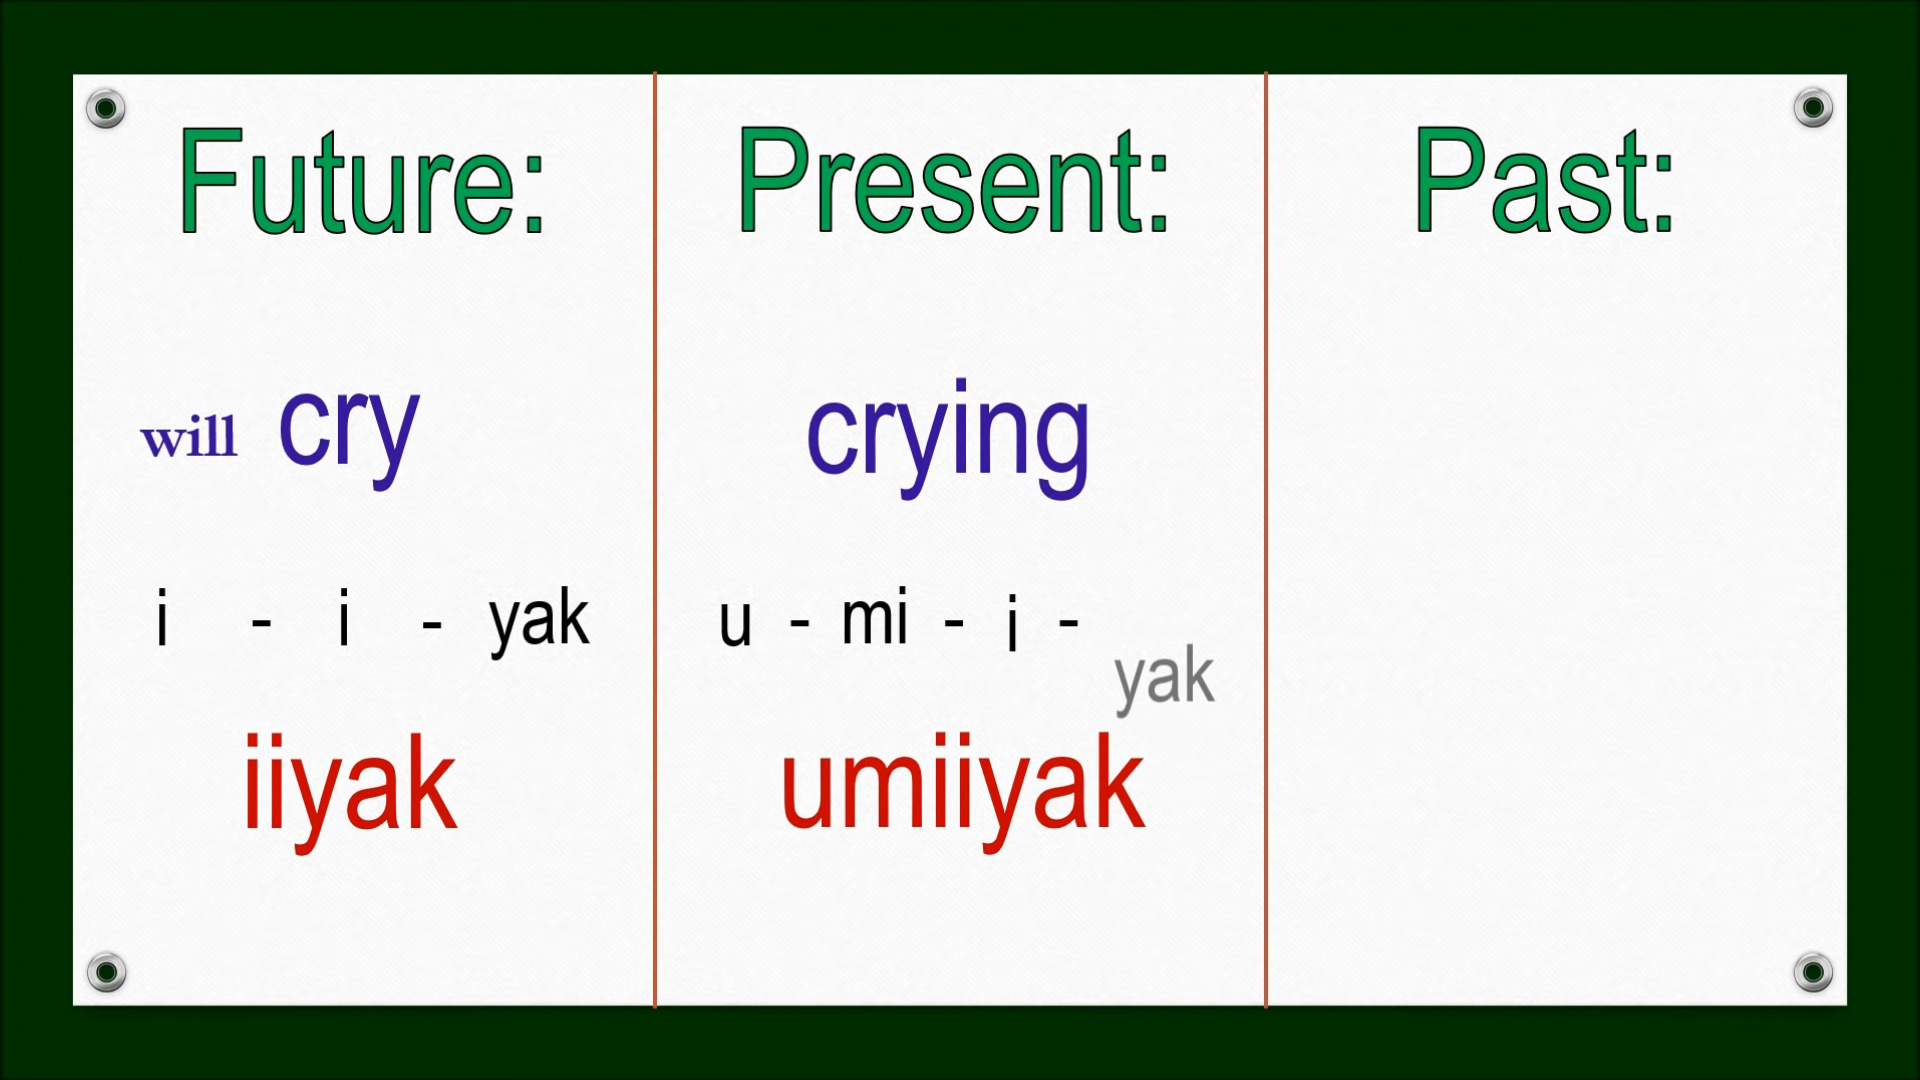 Future:
will cry
i - i - yak
iiyak
Present:
crying
u - mi - i - yak
umiiyak
Past: